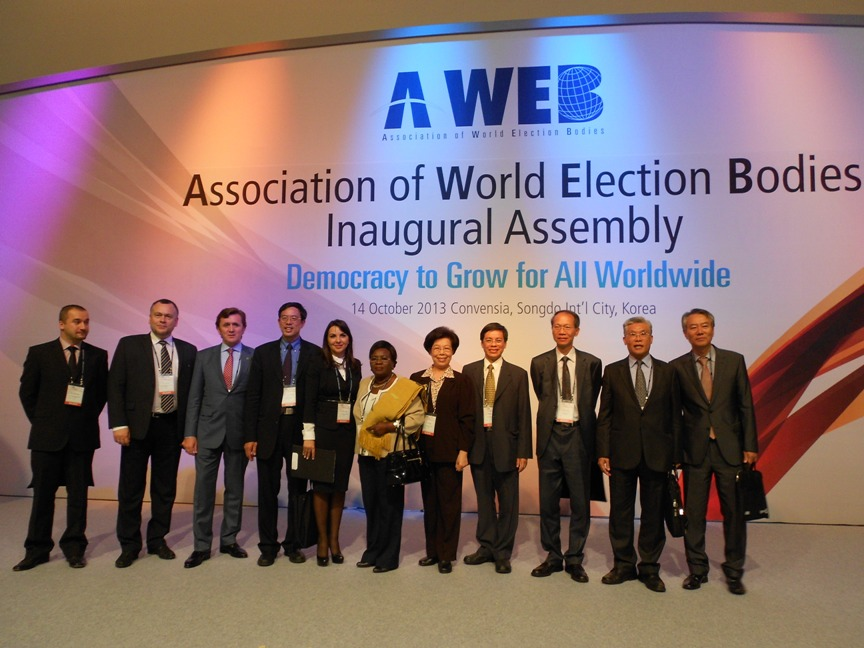 A WEB
Association of World Election Bodies
Association of World Election Bodies
Inaugural Assembly
Democracy to Grow for All Worldwide
14 October 2013 Convensia, Songdo Int'l City, Korea